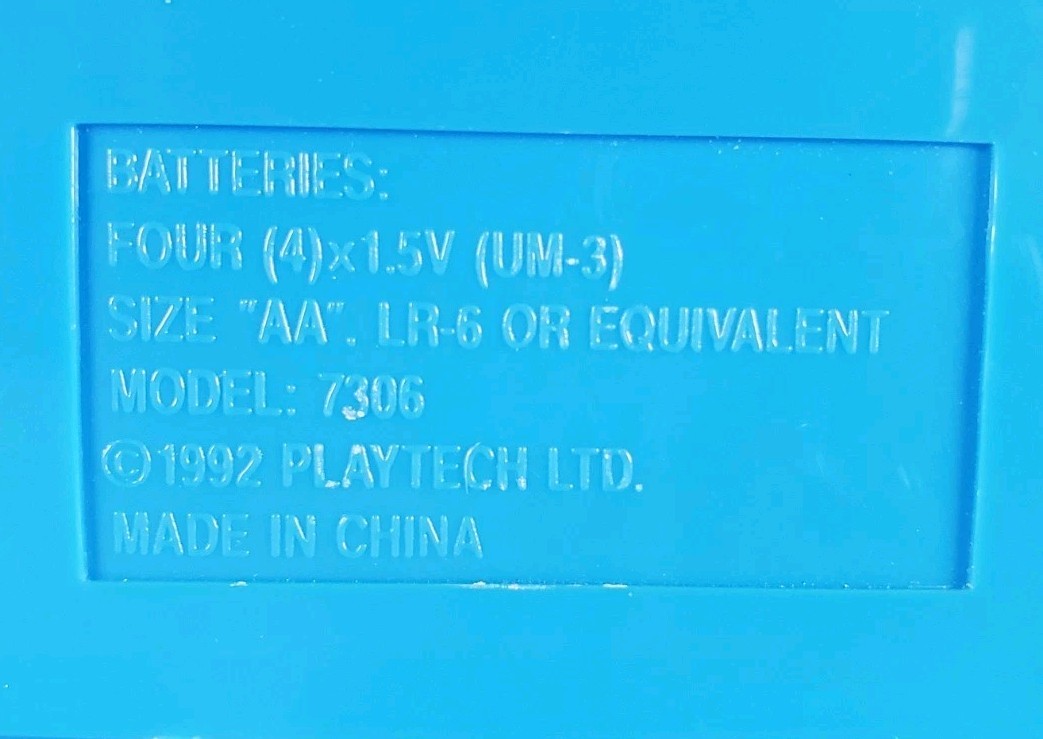 BATTERIES:
FOUR (4)x1.5V (UM-3)
SIZE "AA". LR-6 OR EQUIVALENT
MODEL: 7306
©1992 PLAYTECH LTD.
MADE IN CHINA